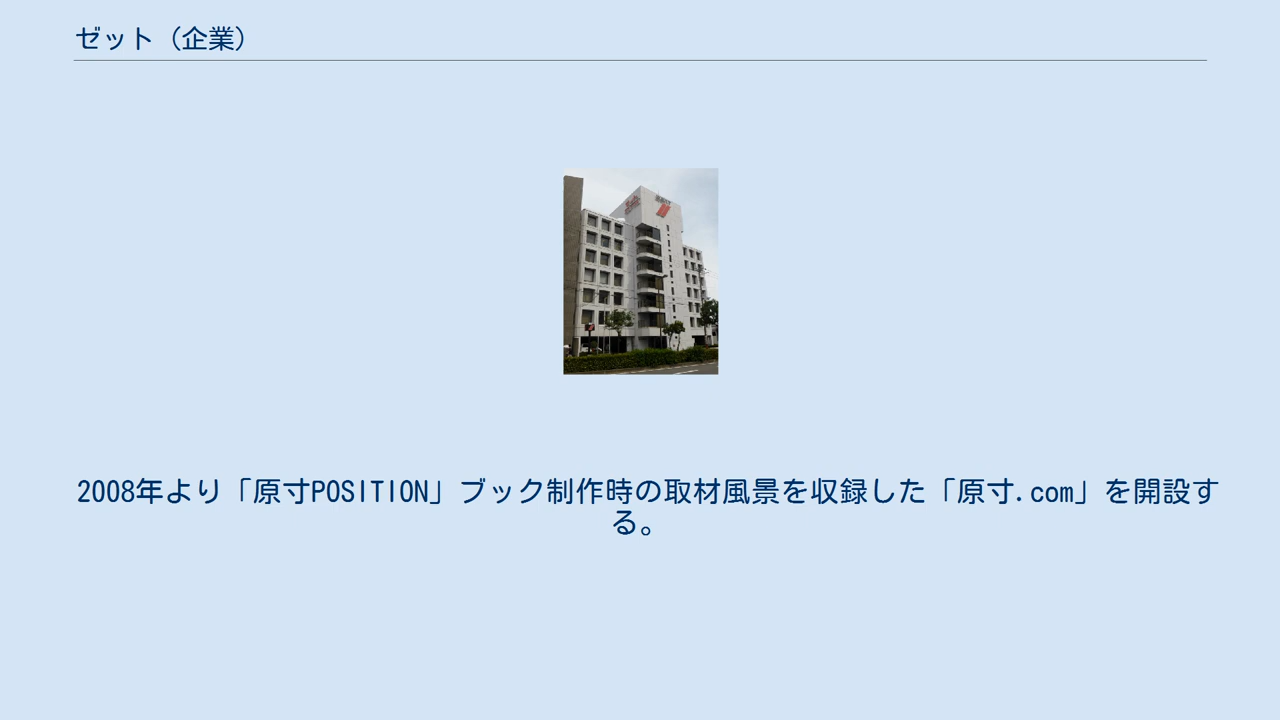 ゼット（企業）
2008年より「原寸POSITION」ブック制作時の取材風景を収録した「原寸.com」を開設す
る。